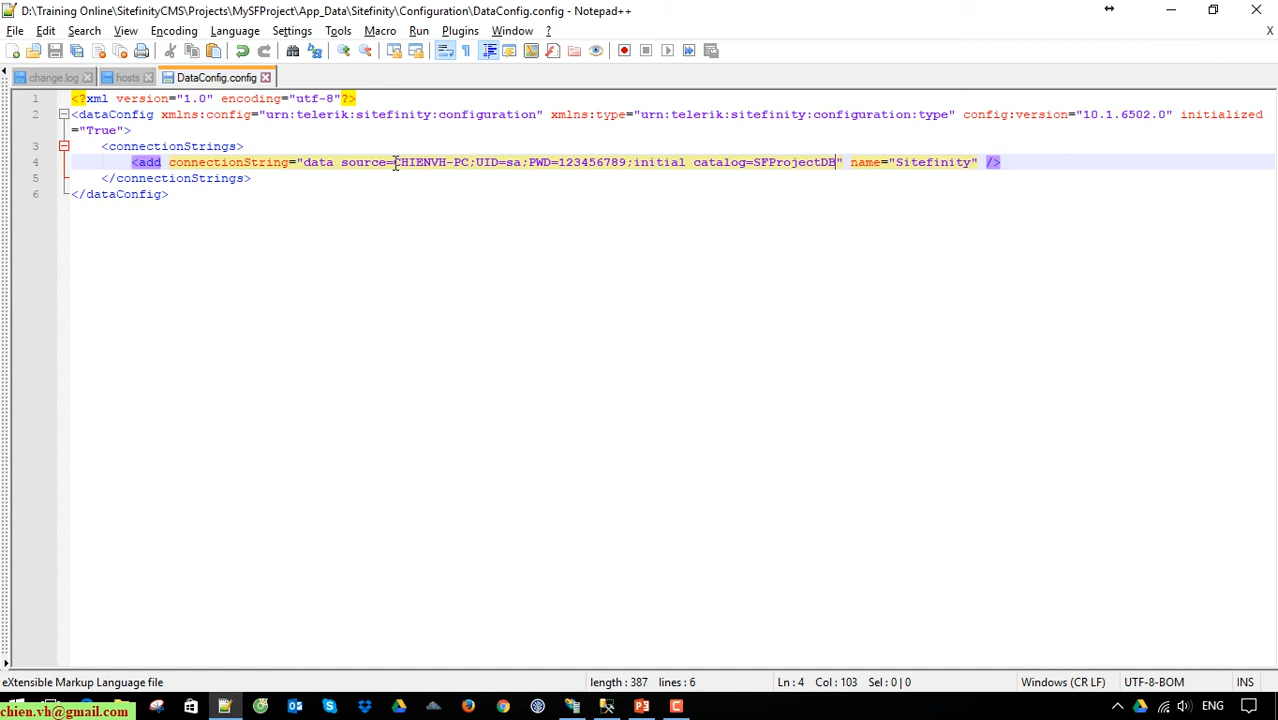 D:\Training Online\SitefinityCMS\Projects\MySFProject\App_Data\Sitefinity\Configuration\DataConfig.config - Notepad++
File Edit Search View Encoding Language Settings Tools Macro Run Plugins Window ? X
change.log hosts DataConfig.config
1 <?xml version="1.0" encoding="utf-8"?>
2 <dataConfig xmlns:config="urn:telerik:sitefinity:configuration" xmlns:type="urn:telerik:sitefinity:configuration:type" config:version="10.1.6502.0" initialized
="True">
3 <connectionStrings>
4 <add connectionString="data source=CHIENVH-PC;UID=sa;PWD=123456789;initial catalog=SFProjectDB" name="Sitefinity" />
5 </connectionStrings>
6 </dataConfig>
eXtensible Markup Language file length : 387 lines : 6 Ln : 4 Col : 103 Sel : 0 | 0 Windows (CR LF) UTF-8-BOM INS
ENG
chien.vh@gmail.com